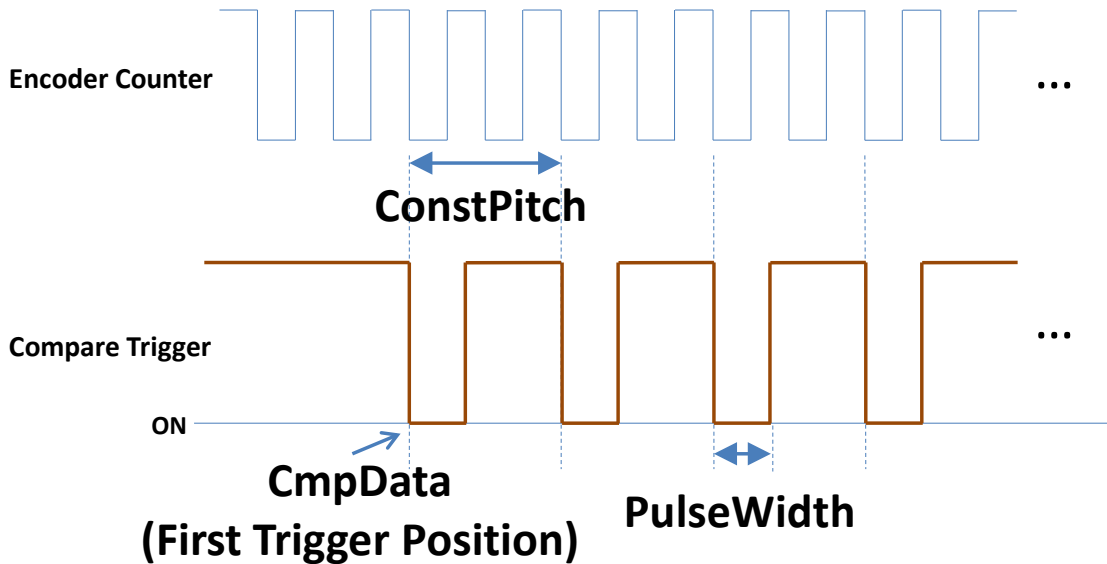 Encoder Counter
...
ConstPitch
Compare Trigger
...
ON
CmpData
(First Trigger Position)
PulseWidth